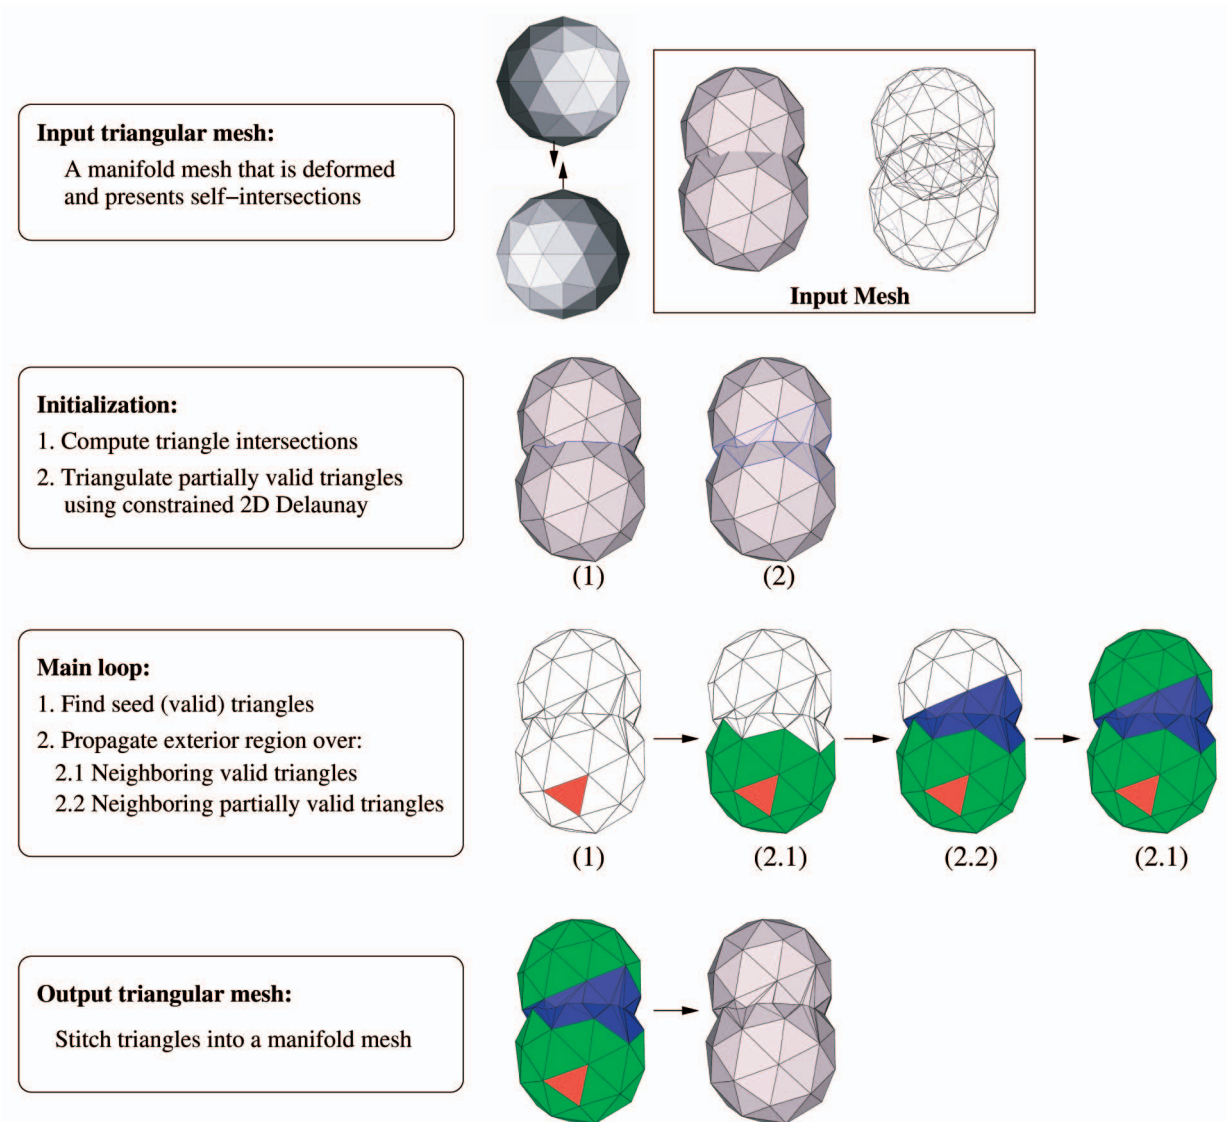 Input triangular mesh:
A manifold mesh that is deformed
and presents self-intersections
Input Mesh
Initialization:
1. Compute triangle intersections
2. Triangulate partially valid triangles
using constrained 2D Delaunay
(1)
(2)
Main loop:
1. Find seed (valid) triangles
2. Propagate exterior region over:
2.1 Neighboring valid triangles
2.2 Neighboring partially valid triangles
(1)
(2.1)
(2.2)
(2.1)
Output triangular mesh:
Stitch triangles into a manifold mesh